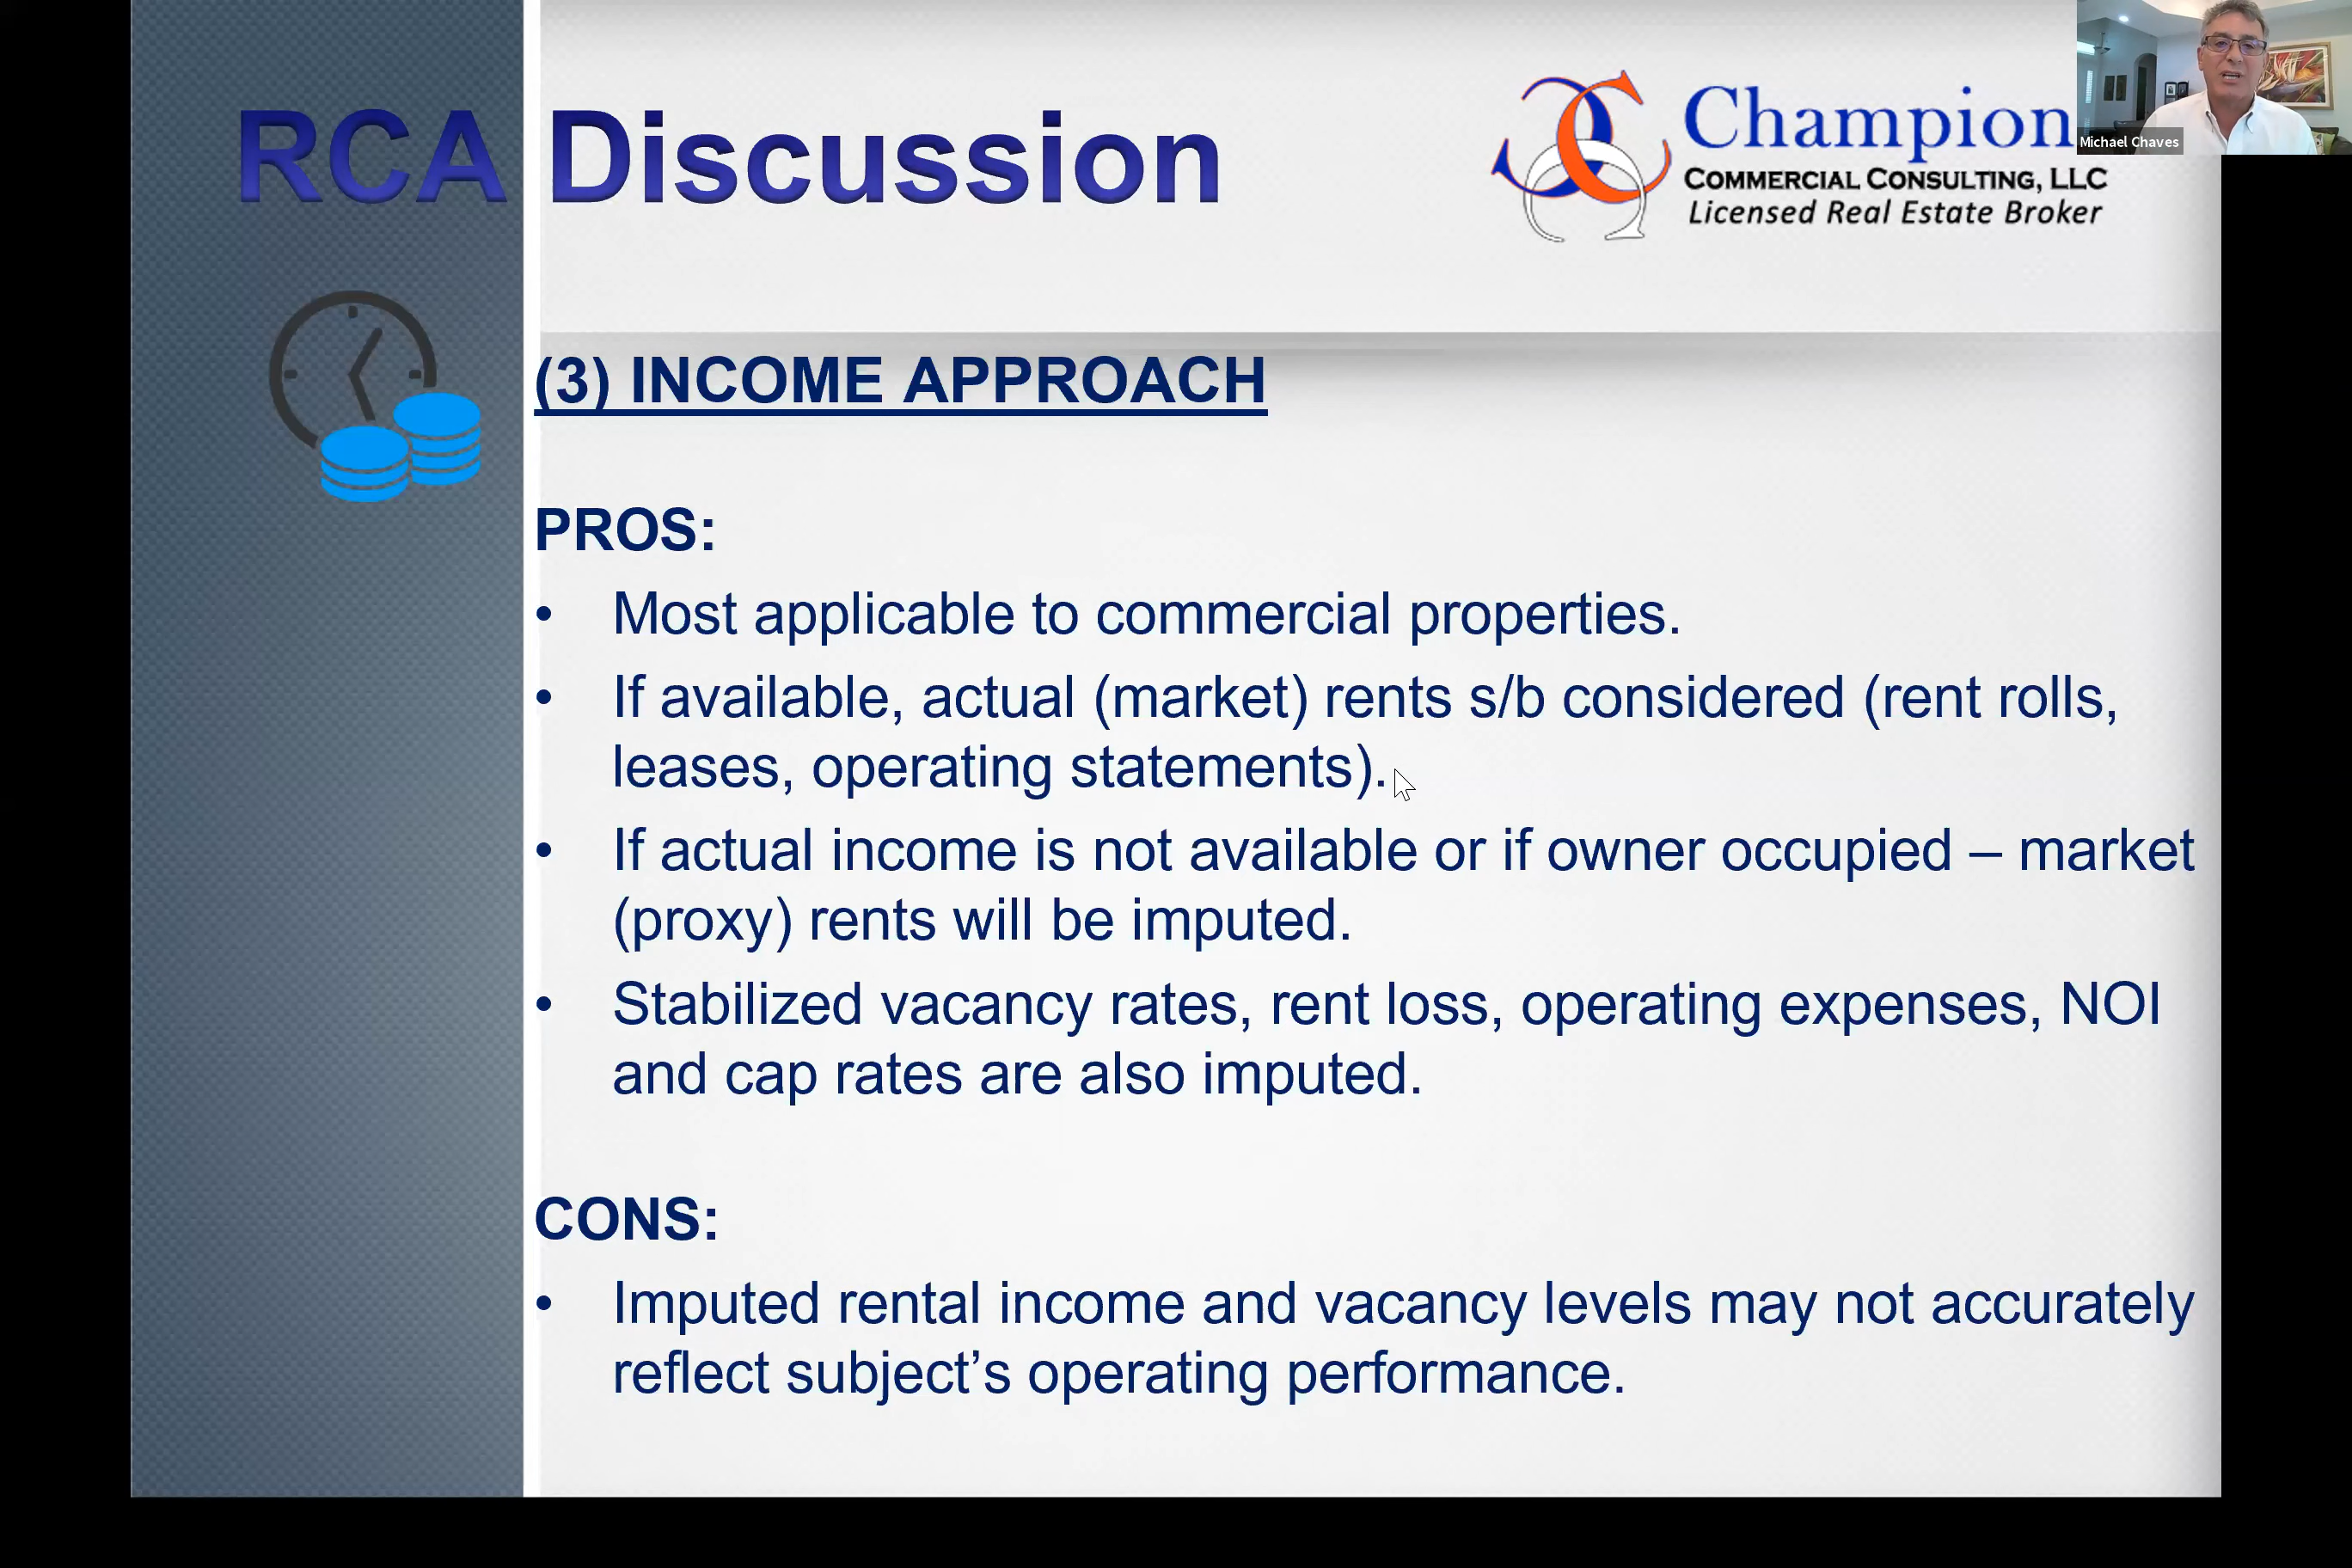 RCA Discussion
Champion
COMMERCIAL CONSULTING, LLC
Licensed Real Estate Broker
Michael Chaves
(3) INCOME APPROACH
PROS:
• Most applicable to commercial properties.
• If available, actual (market) rents s/b considered (rent rolls,
leases, operating statements).
• If actual income is not available or if owner occupied – market
(proxy) rents will be imputed.
• Stabilized vacancy rates, rent loss, operating expenses, NOI
and cap rates are also imputed.
CONS:
• Imputed rental income and vacancy levels may not accurately
reflect subject’s operating performance.